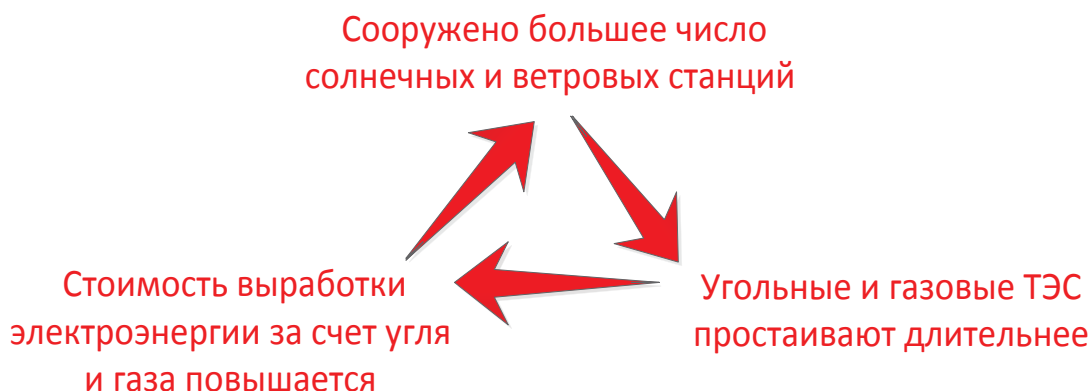 Сооружено большее число
солнечных и ветровых станций
Стоимость выработки
электроэнергии за счет угля
и газа повышается
Угольные и газовые ТЭС
простаивают длительнее